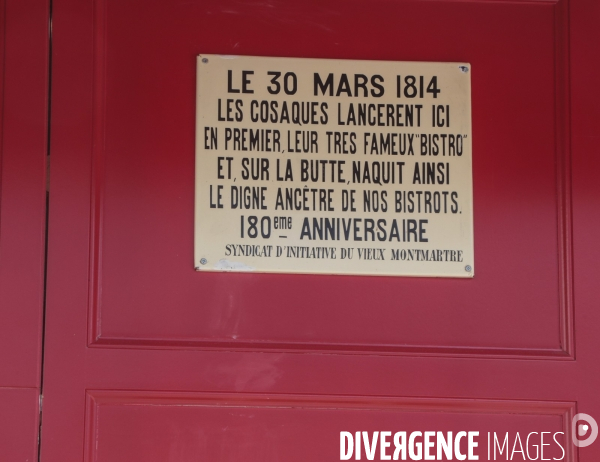 LE 30 MARS 1814
LES COSAQUES LANCERENT ICI
EN PREMIER, LEUR TRES FAMEUX "BISTRO"
ET, SUR LA BUTTE, NAQUIT AINSI
LE DIGNE ANCÊTRE DE NOS BISTROTS.
180eme ANNIVERSAIRE
SYNDICAT D'INITIATIVE DU VIEUX MONTMARTRE
DIVERGENCE IMAGES